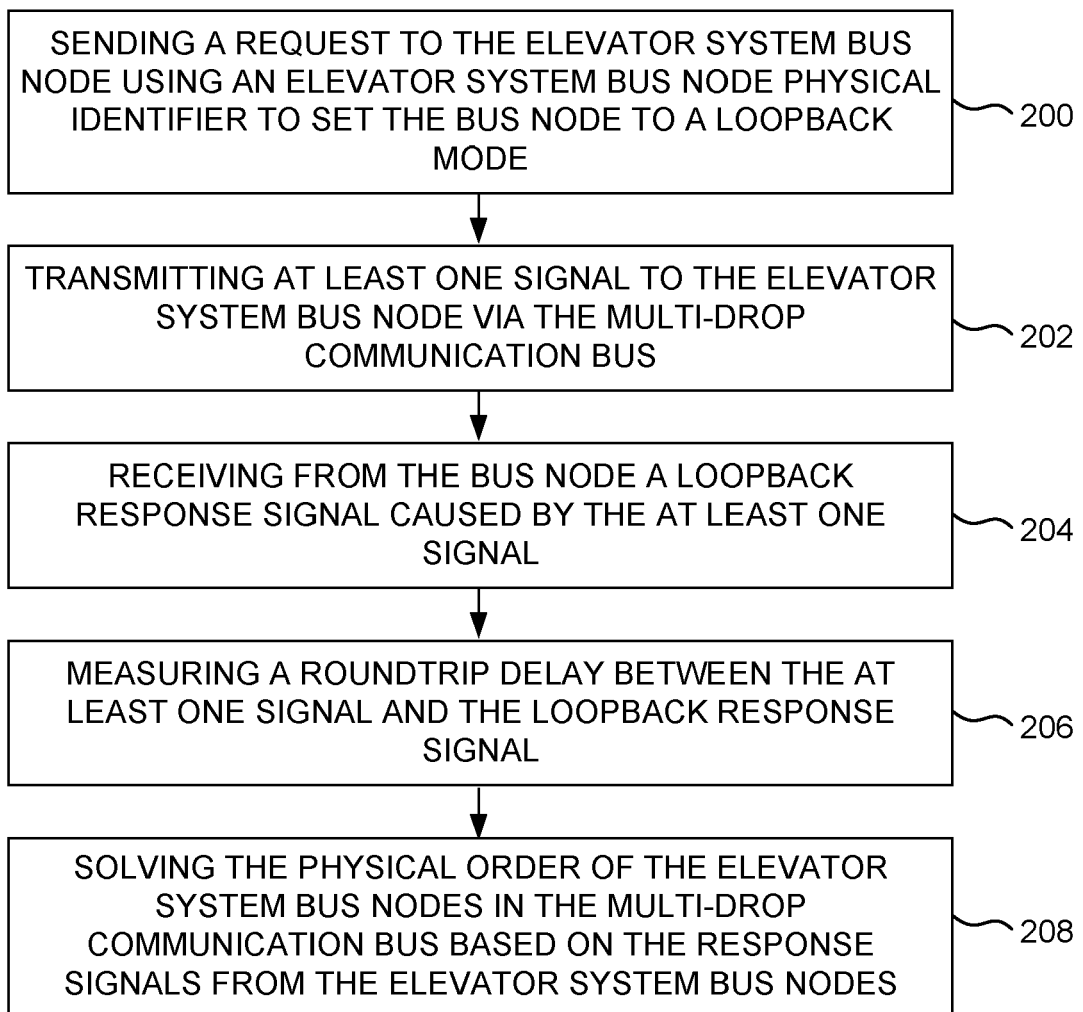 SENDING A REQUEST TO THE ELEVATOR SYSTEM BUS
NODE USING AN ELEVATOR SYSTEM BUS NODE PHYSICAL
IDENTIFIER TO SET THE BUS NODE TO A LOOPBACK
MODE
200
TRANSMITTING AT LEAST ONE SIGNAL TO THE ELEVATOR
SYSTEM BUS NODE VIA THE MULTI-DROP
COMMUNICATION BUS
202
RECEIVING FROM THE BUS NODE A LOOPBACK
RESPONSE SIGNAL CAUSED BY THE AT LEAST ONE
SIGNAL
204
MEASURING A ROUNDTRIP DELAY BETWEEN THE AT
LEAST ONE SIGNAL AND THE LOOPBACK RESPONSE
SIGNAL
206
SOLVING THE PHYSICAL ORDER OF THE ELEVATOR
SYSTEM BUS NODES IN THE MULTI-DROP
COMMUNICATION BUS BASED ON THE RESPONSE
SIGNALS FROM THE ELEVATOR SYSTEM BUS NODES
208